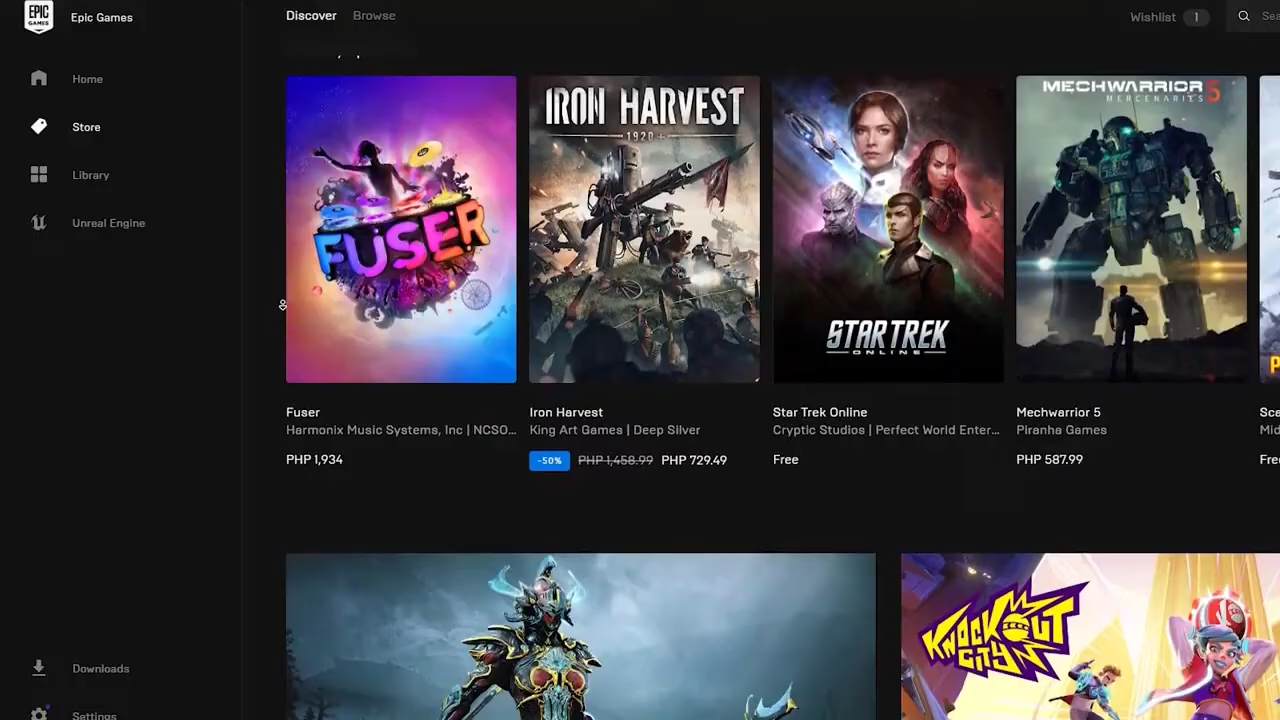 EPIC GAMES
Epic Games
Discover
Browse
Wishlist
1
Home
Store
Library
Unreal Engine
Downloads
Settings
FUSER
IRON HARVEST
1920+
STAR TREK
ONLINE
MECHWARRIOR 5
MERCENARIES
Fuser
Harmonix Music Systems, Inc | NCSO...
PHP 1,934
Iron Harvest
King Art Games | Deep Silver
-50% PHP 1,458.99 PHP 729.49
Star Trek Online
Cryptic Studios | Perfect World Enter...
Free
Mechwarrior 5
Piranha Games
PHP 587.99
KNOCKOUT
CITY